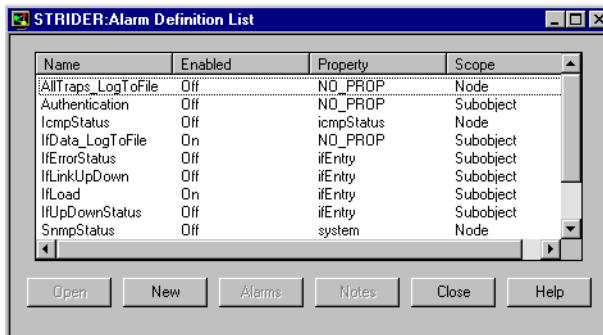 STRIDER:Alarm Definition List
Name Enabled Property Scope
AllTraps_LogToFile Off NO_PROP Node
Authentication Off NO_PROP Subobject
IcmpStatus Off icmpStatus Node
IfData_LogToFile On NO_PROP Subobject
IfErrorStatus Off ifEntry Subobject
IfLinkUpDown Off ifEntry Subobject
IfLoad On ifEntry Subobject
IfUpDownStatus Off ifEntry Subobject
SnmpStatus Off system Node
Open New Alarms Notes Close Help